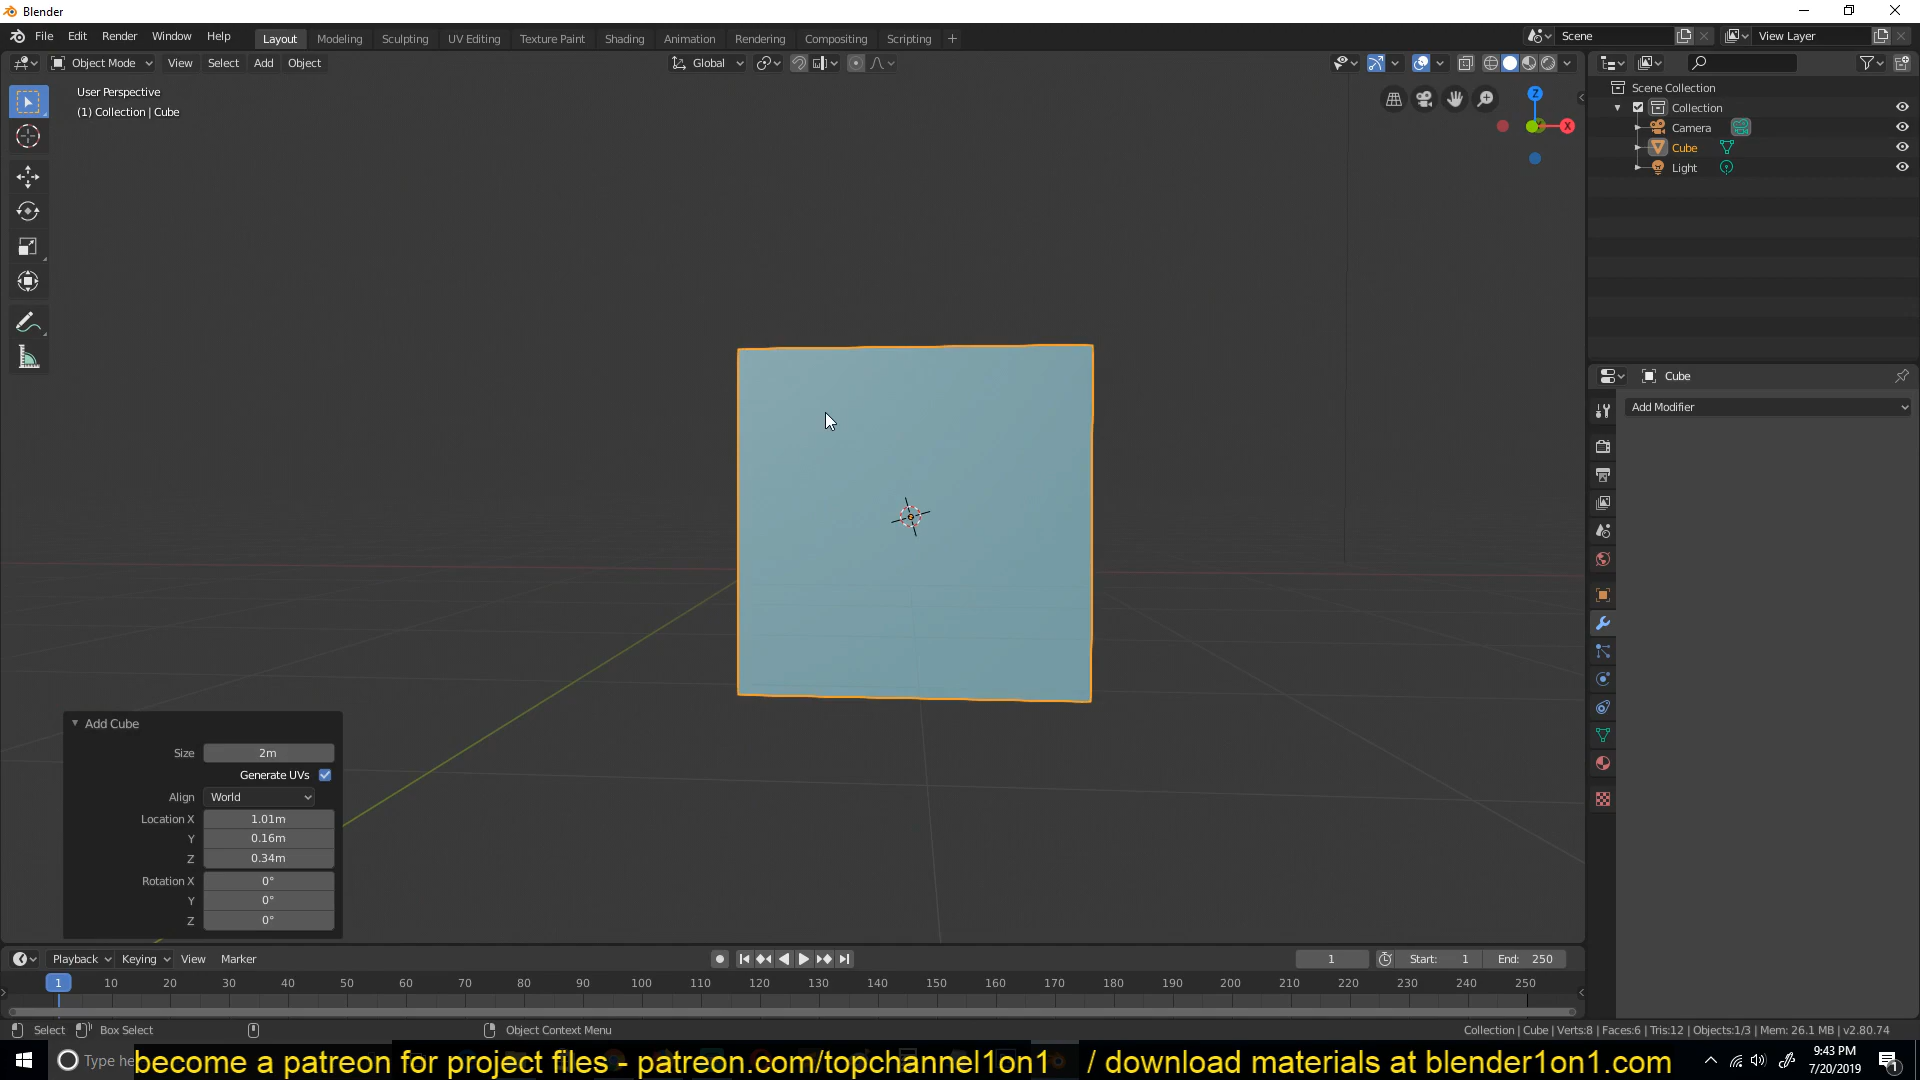 Blender
File Edit Render Window Help
Layout Modeling Sculpting UV Editing Texture Paint Shading Animation Rendering Compositing Scripting +
Scene
View Layer
Object Mode View Select Add Object
Global
User Perspective
(1) Collection | Cube
Z
X
Scene Collection
Collection
Camera
Cube
Light
Cube
Add Modifier
Add Cube
Size 2m
Generate UVs
Align World
Location X 1.01m
Y 0.16m
Z 0.34m
Rotation X 0°
Y 0°
Z 0°
Playback Keying View Marker
1
Start: 1
End: 250
1 10 20 30 40 50 60 70 80 90 100 110 120 130 140 150 160 170 180 190 200 210 220 230 240 250
Select Box Select Object Context Menu
Collection | Cube | Verts:8 | Faces:6 | Tris:12 | Objects:1/3 | Mem: 26.1 MB | v2.80.74
Type he
become a patreon for project files - patreon.com/topchannel1on1 / download materials at blender1on1.com
9:43 PM
7/20/2019
1